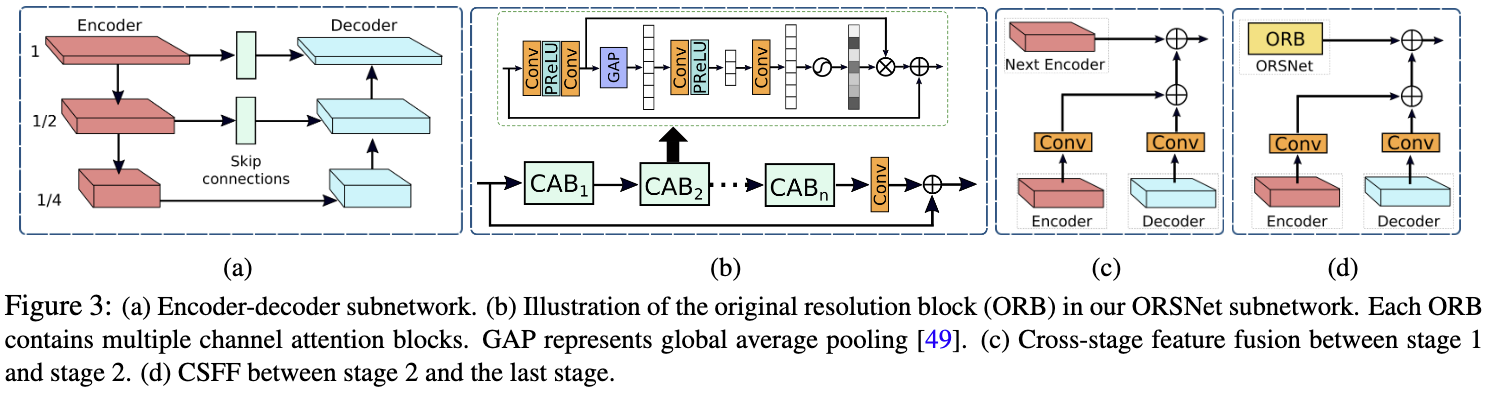 Encoder
Decoder
1
1/2
1/4
Skip
connections
Conv
PReLU
Conv
GAP
Conv
PReLU
Conv
CAB1
CAB2
CABn
Conv
Next Encoder
Conv
Conv
Encoder
Decoder
ORB
ORSNet
Conv
Conv
Encoder
Decoder
(a)
(b)
(c)
(d)
Figure 3: (a) Encoder-decoder subnetwork. (b) Illustration of the original resolution block (ORB) in our ORSNet subnetwork. Each ORB
contains multiple channel attention blocks. GAP represents global average pooling [49]. (c) Cross-stage feature fusion between stage 1
and stage 2. (d) CSFF between stage 2 and the last stage.